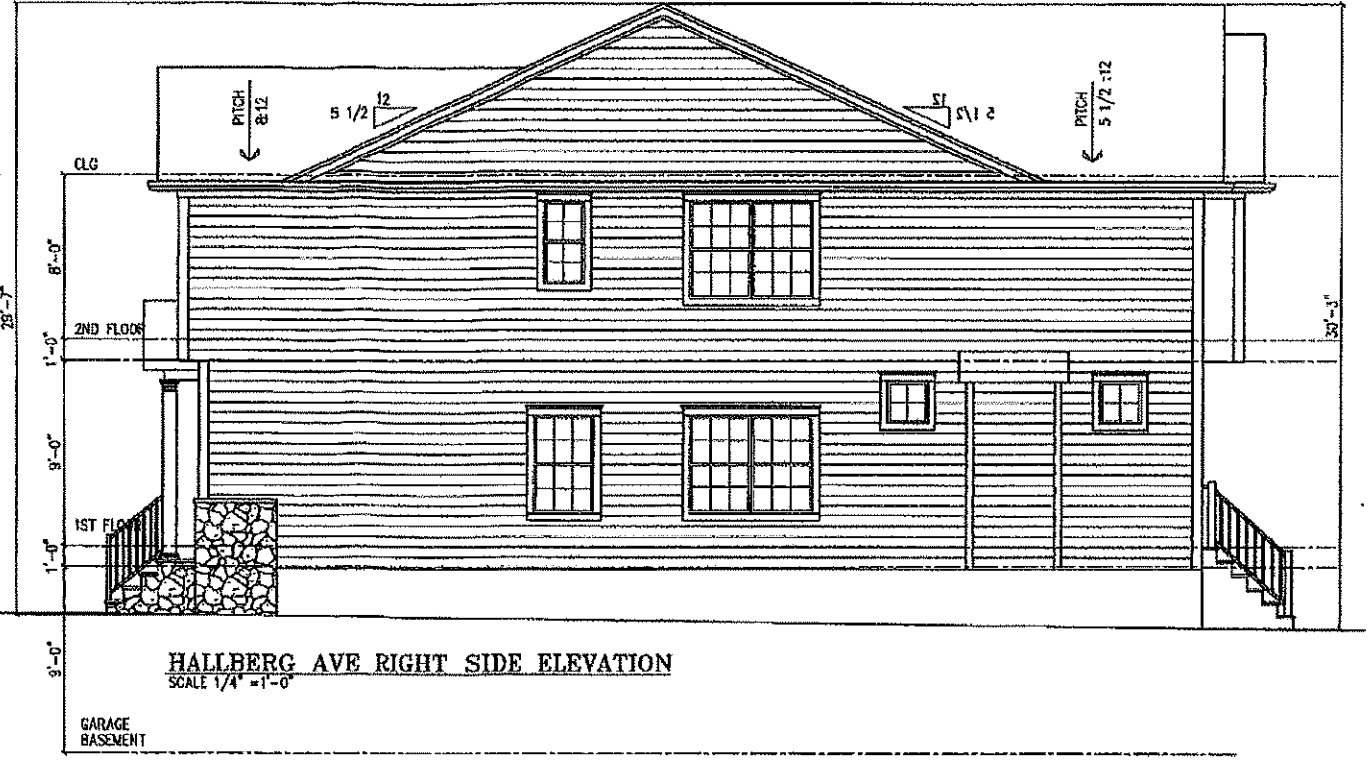 PITCH
8:12
5 1/2
12
12
5 1/2
PITCH
5 1/2 :12
CLG
8'-0"
29'-7"
2ND FLOOR
1'-0"
30'-3"
9'-0"
1ST FLOOR
1'-0"
9'-0"
HALLBERG AVE RIGHT SIDE ELEVATION
SCALE 1/4" =1'-0"
GARAGE
BASEMENT